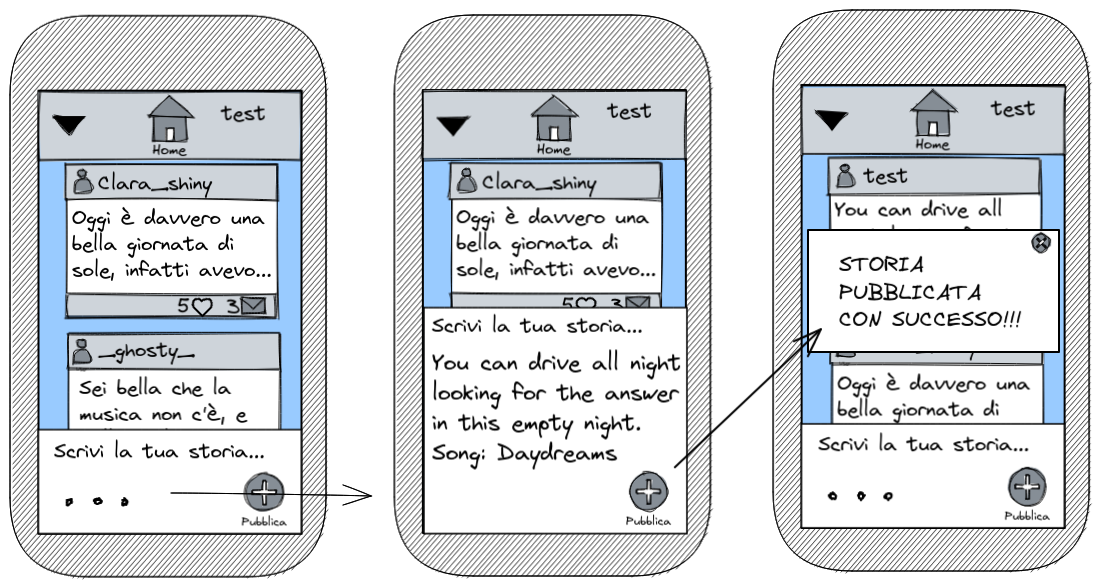 test
Home
Clara_shiny
Oggi è davvero una
bella giornata di
sole, infatti avevo...
5 3
_ghosty_
Sei bella che la
musica non c'è, e
Scrivi la tua storia...
...
Pubblica
test
Home
Clara_shiny
Oggi è davvero una
bella giornata di
sole, infatti avevo...
5 3
Scrivi la tua storia...
You can drive all night
looking for the answer
in this empty night.
Song: Daydreams
Pubblica
test
Home
test
You can drive all
STORIA
PUBBLICATA
CON SUCCESSO!!!
Oggi è davvero una
bella giornata di
Scrivi la tua storia...
...
Pubblica